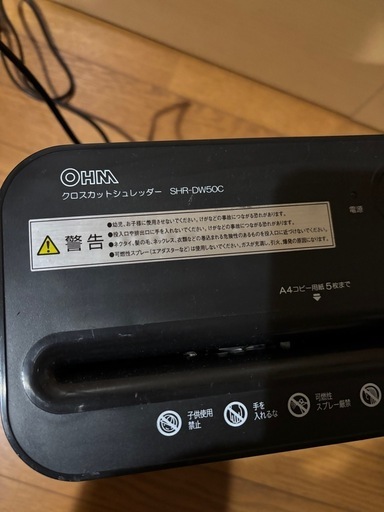 OHM
クロスカットシュレッダー SHR-DW50C
電源
警告
●幼児、お子様に使用させないでください。けがなどの事故につながる恐れがあります。
●投入口や排出口に手を入れないでください。けがなどの事故につながる恐れがあります。
●ネクタイ、髪の毛、ネックレス、衣類などの巻込まれる危険性のあるものを投入口に近づけないでください。
●可燃性スプレー(エアダスターなど)は使用しないでください。ガスが充満し、引火、爆発の原因になります。
A4コピー用紙 5枚まで
子供使用
禁止
手を
入れるな
可燃性
スプレー厳禁